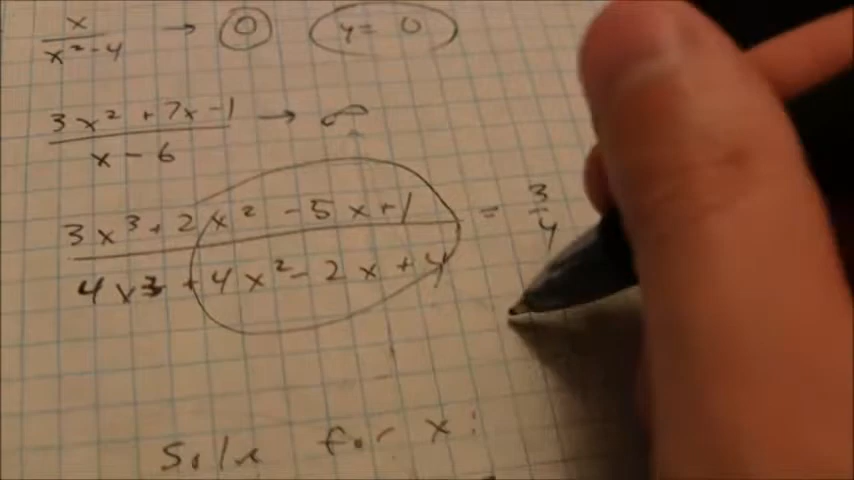 x/(x² - 4) → 0 y = 0
(3x² + 7x - 1)/(x - 6) → ∞
(3x³ + 2x² - 5x + 1)/(4x³ + 4x² - 2x + 4) = 3/4
Solve for x: